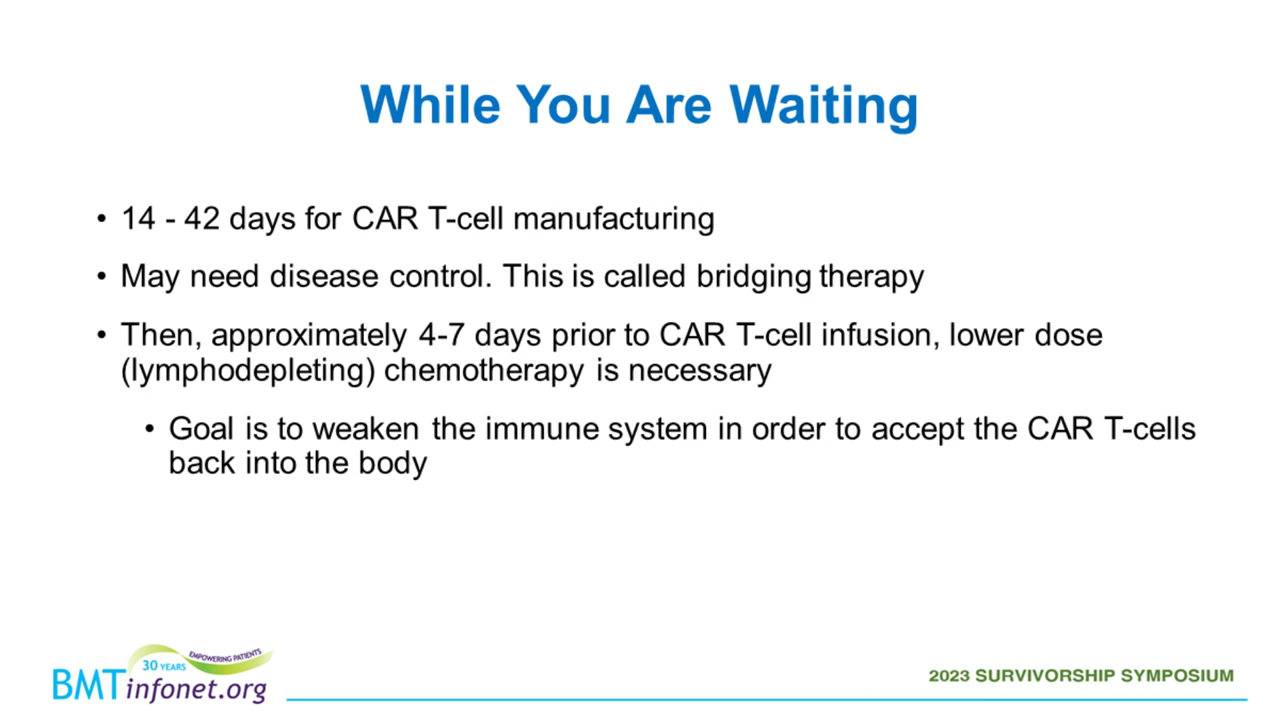 While You Are Waiting
• 14 - 42 days for CAR T-cell manufacturing
• May need disease control. This is called bridging therapy
• Then, approximately 4-7 days prior to CAR T-cell infusion, lower dose
(lymphodepleting) chemotherapy is necessary
• Goal is to weaken the immune system in order to accept the CAR T-cells
back into the body
30 YEARS EMPOWERING PATIENTS
BMTinfonet.org
2023 SURVIVORSHIP SYMPOSIUM